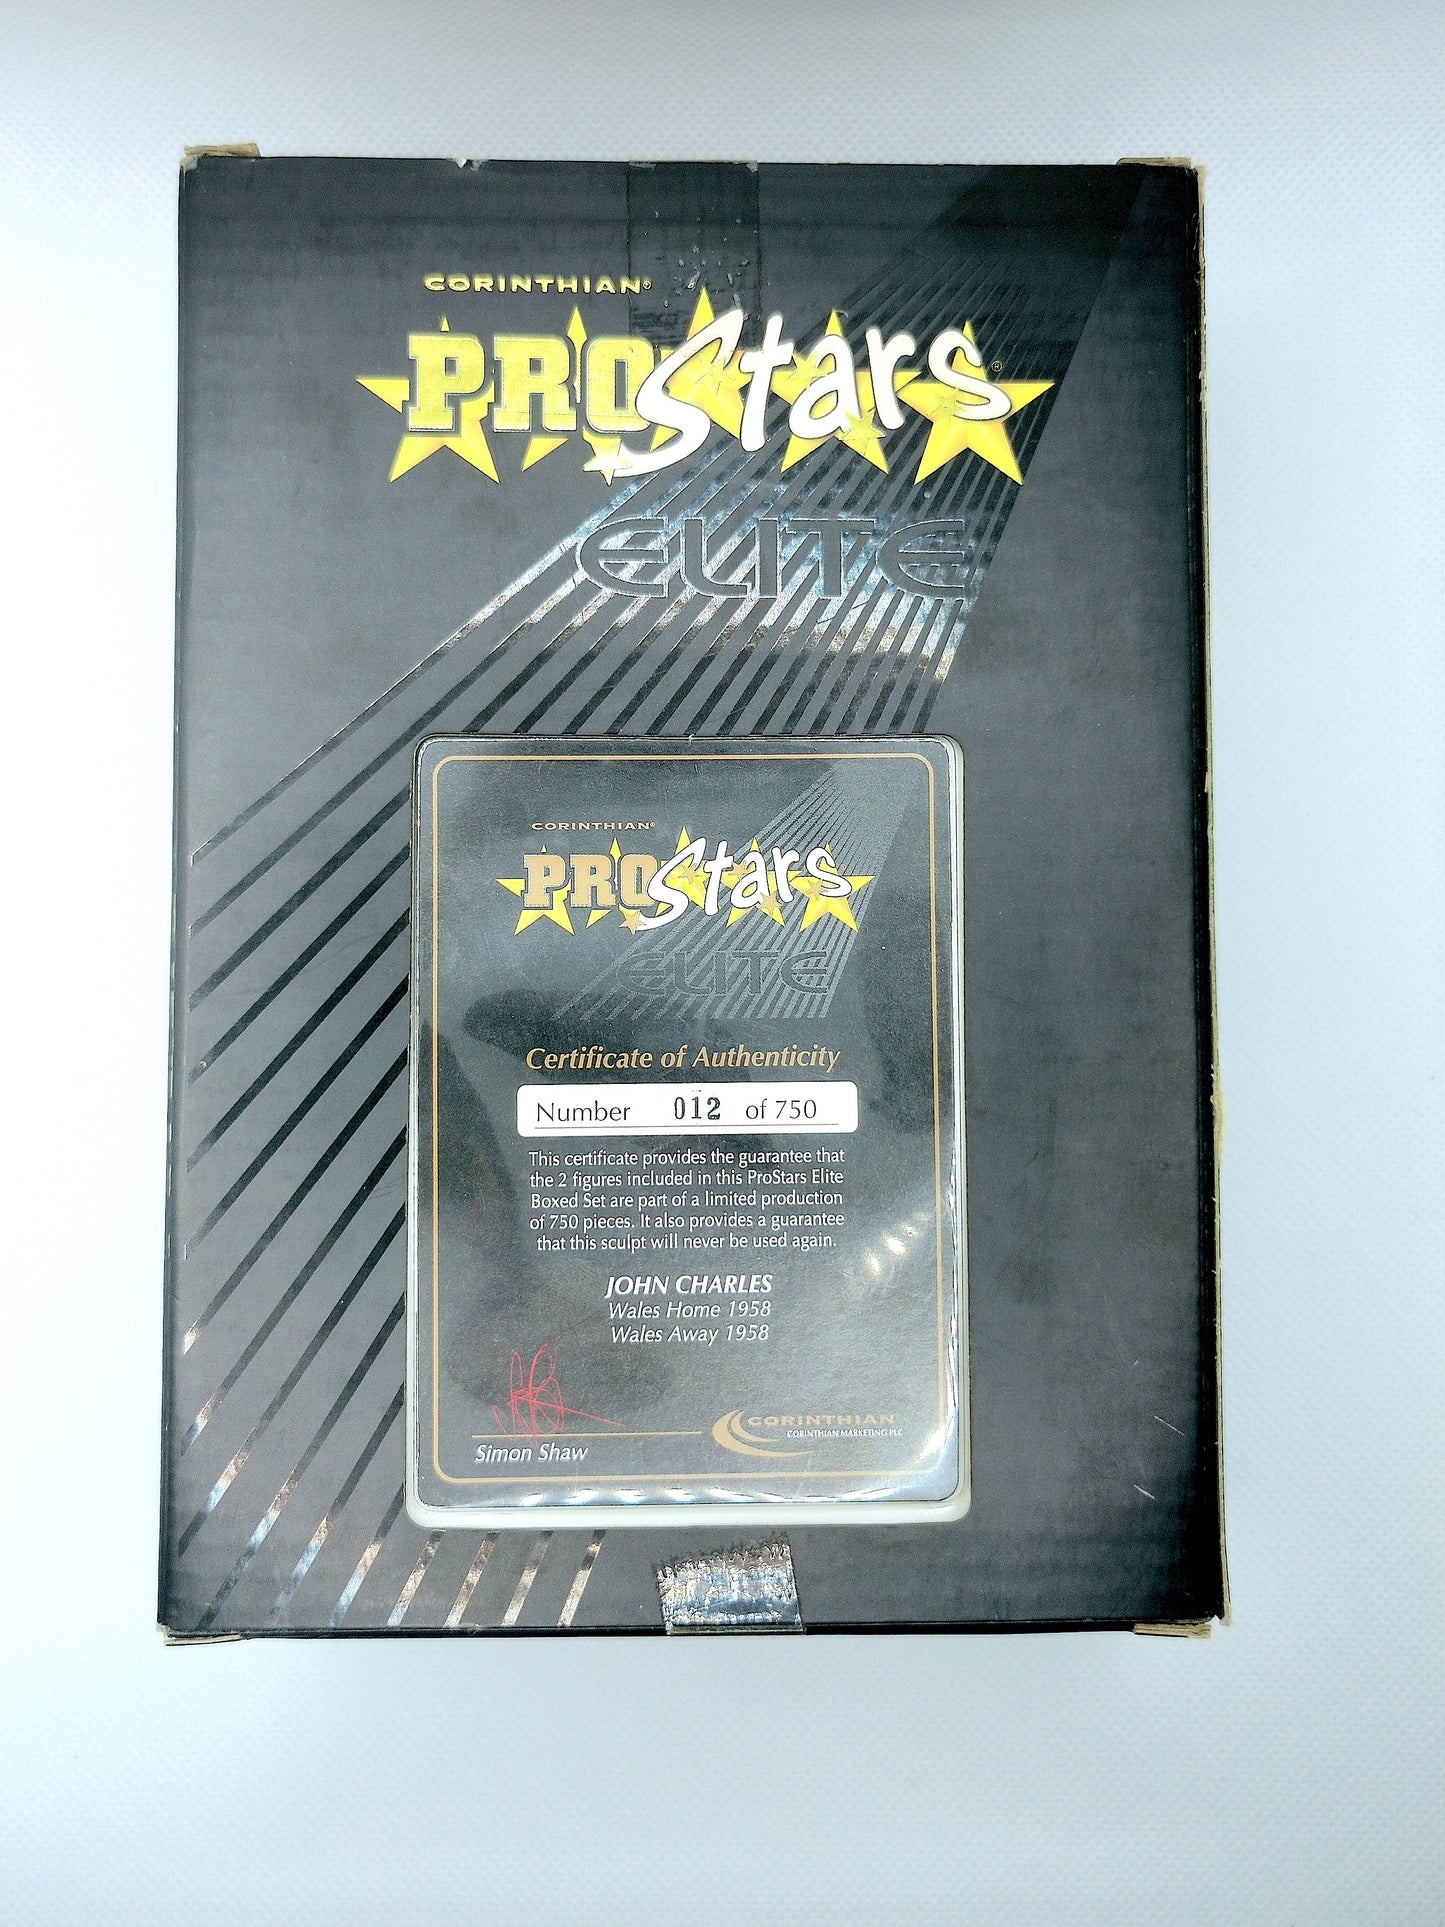 CORINTHIAN®
PROStars®
ELITE
CORINTHIAN®
PROStars
ELITE
Certificate of Authenticity
Number 012 of 750
This certificate provides the guarantee that
the 2 figures included in this ProStars Elite
Boxed Set are part of a limited production
of 750 pieces. It also provides a guarantee
that this sculpt will never be used again.
JOHN CHARLES
Wales Home 1958
Wales Away 1958
Simon Shaw
CORINTHIAN
CORINTHIAN MARKETING PLC